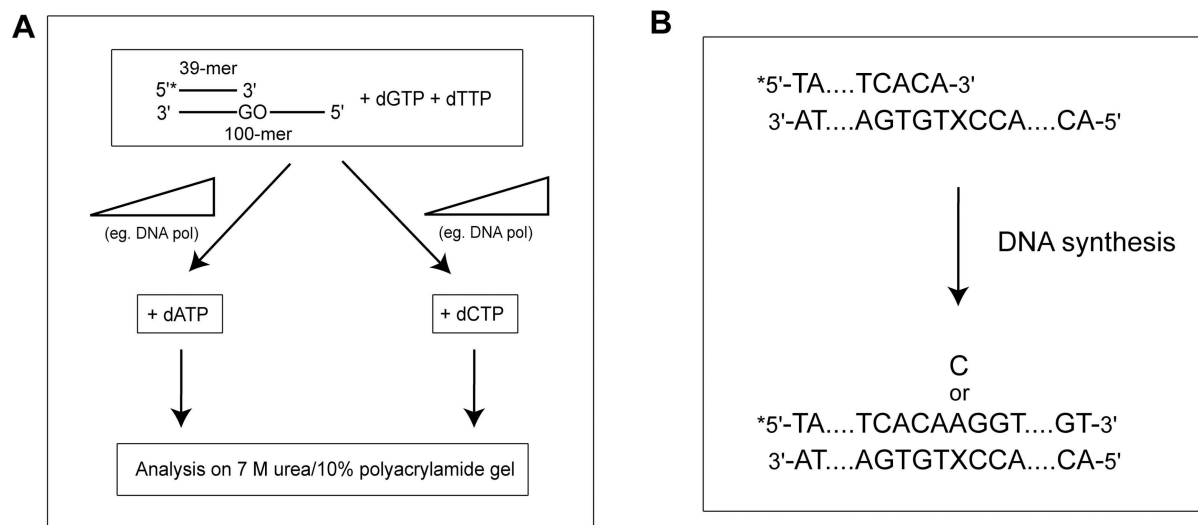 A
39-mer
5'* 3'
3' GO 5'
100-mer
+ dGTP + dTTP
(eg. DNA pol)
(eg. DNA pol)
+ dATP
+ dCTP
Analysis on 7 M urea/10% polyacrylamide gel
B
*5'-TA....TCACA-3'
3'-AT....AGTGTXCCA....CA-5'
DNA synthesis
C
or
*5'-TA....TCACAAGGT....GT-3'
3'-AT....AGTGTXCCA....CA-5'